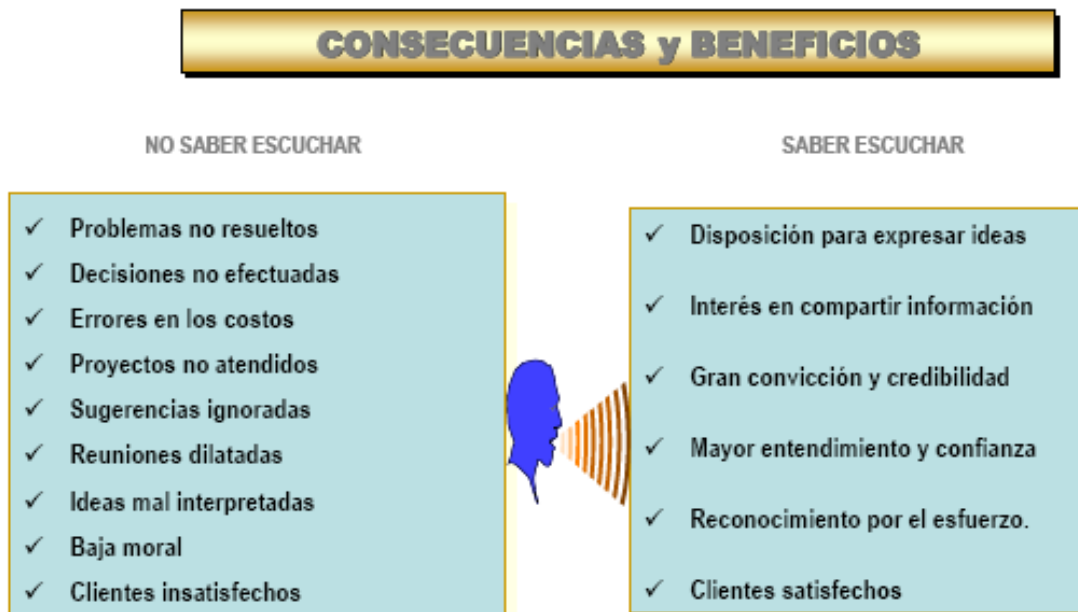 CONSECUENCIAS y BENEFICIOS
NO SABER ESCUCHAR
Problemas no resueltos
Decisiones no efectuadas
Errores en los costos
Proyectos no atendidos
Sugerencias ignoradas
Reuniones dilatadas
Ideas mal interpretadas
Baja moral
Clientes insatisfechos
SABER ESCUCHAR
Disposición para expresar ideas
Interés en compartir información
Gran convicción y credibilidad
Mayor entendimiento y confianza
Reconocimiento por el esfuerzo.
Clientes satisfechos